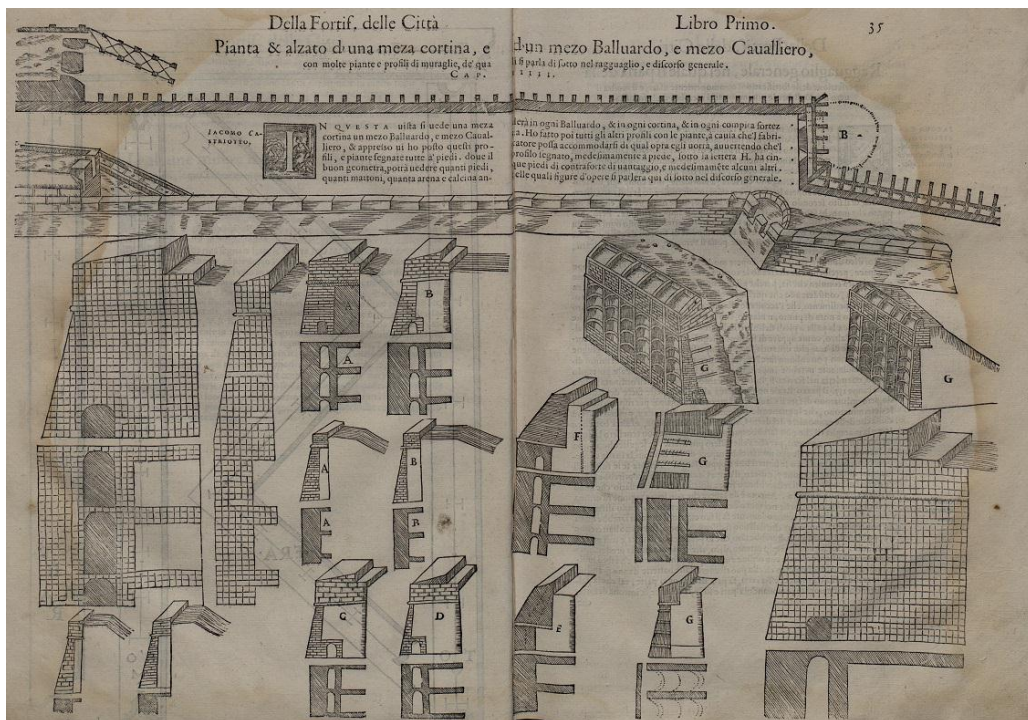 Della Fortif. delle Città
Libro Primo. 35
Pianta & alzato d'una meza cortina, e d'un mezo Balluardo, e mezo Caualliero,
con molte piante e profili di muraglie, de' qua li si parla di sotto nel ragguaglio, e discorso generale.
CAP. IIII.
IACOMO CA-
STRIOTTO.
IN QVESTA uista si uede una meza
cortina un mezo Balluardo, e mezo Caual-
liero, & appresso ui ho posto questi pro-
fili, e piante segnate tutte a' piedi. doue il
buon geometra, potrà uedere quanti piedi,
quanti mattoni, quanta arena e calcina an-
derà in ogni Balluardo, & in ogni cortina, & in ogni compita fortez
za. Ho fatto poi tutti gli altri profili con le piante, à causa che'l fabri-
catore possa accommodarsi di qual opra egli uorrà, auuertendo che'l
profilo segnato, medesimamente à piede, sotto la lettera H. ha cin-
que piedi di contraforte di uantaggio, e medesimamẽte alcuni altri.
delle quali figure d'opere si parlerà qui di sotto nel discorso generale.
B
A
B
A
A
B
A
B
C
D
G
G
F
G
E
G